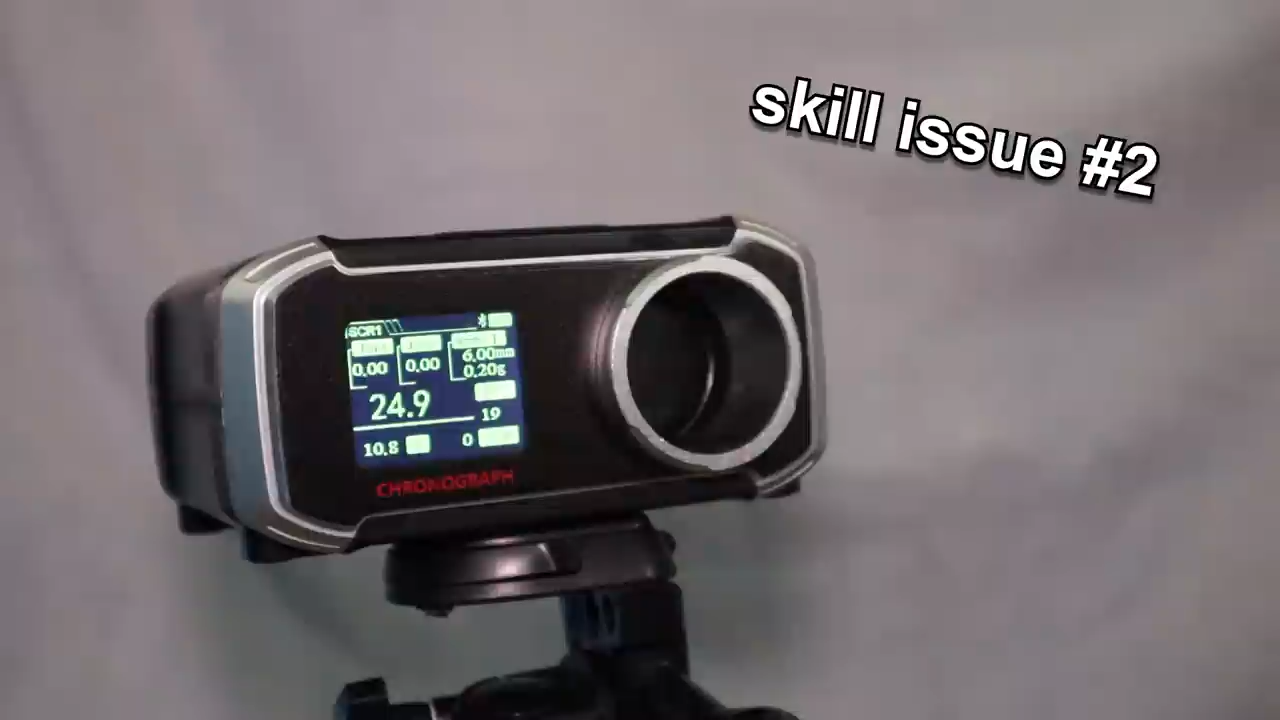 skill issue #2
SCR1
0.00 0.00 6.00mm
0.20g
24.9
19
10.8 0
CHRONOGRAPH